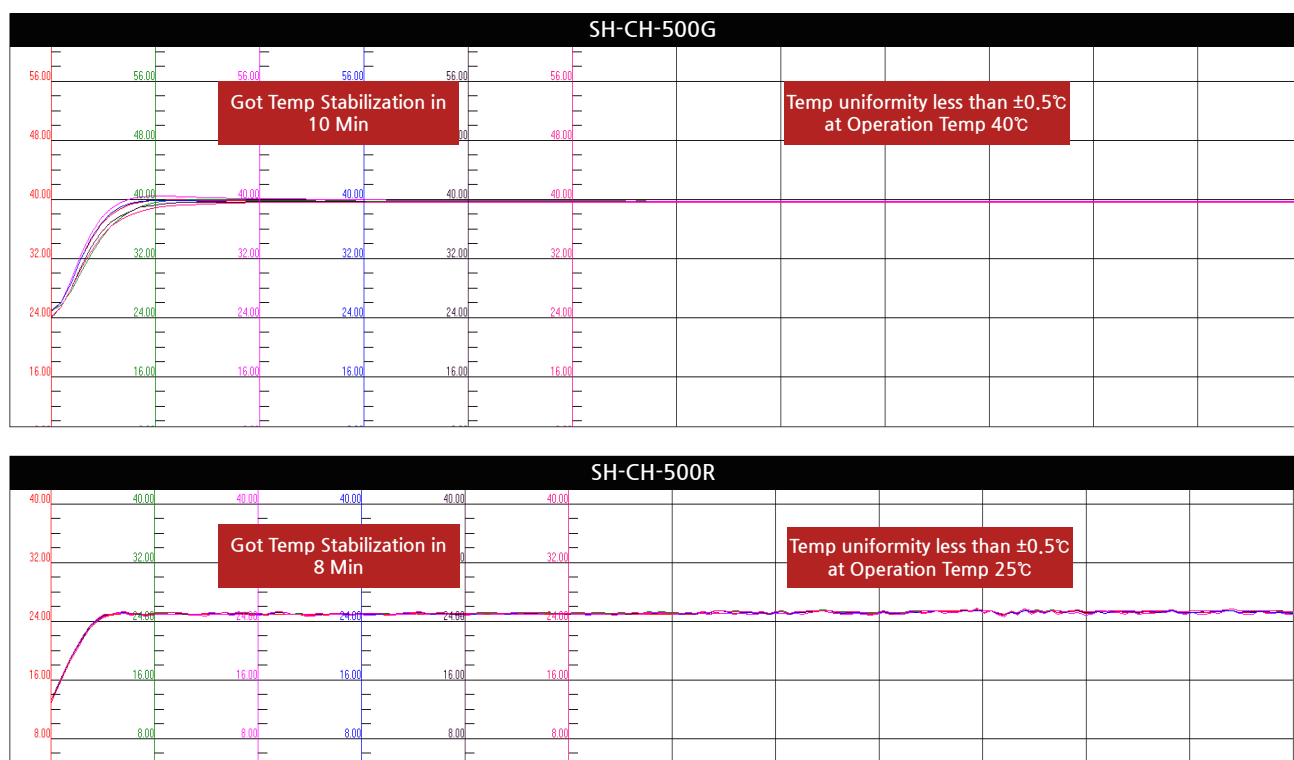 SH-CH-500G
56.00 56.00 56.00 56.00 56.00 56.00
Got Temp Stabilization in
10 Min
Temp uniformity less than ±0.5℃
at Operation Temp 40℃
48.00 48.00 48.00
40.00 40.00 40.00 40.00 40.00 40.00
32.00 32.00 32.00 32.00 32.00 32.00
24.00 24.00 24.00 24.00 24.00 24.00
16.00 16.00 16.00 16.00 16.00 16.00
SH-CH-500R
40.00 40.00 40.00 40.00 40.00 40.00
Got Temp Stabilization in
8 Min
Temp uniformity less than ±0.5℃
at Operation Temp 25℃
32.00 32.00 32.00
24.00 24.00 24.00 24.00 24.00 24.00
16.00 16.00 16.00 16.00 16.00 16.00
8.00 8.00 8.00 8.00 8.00 8.00